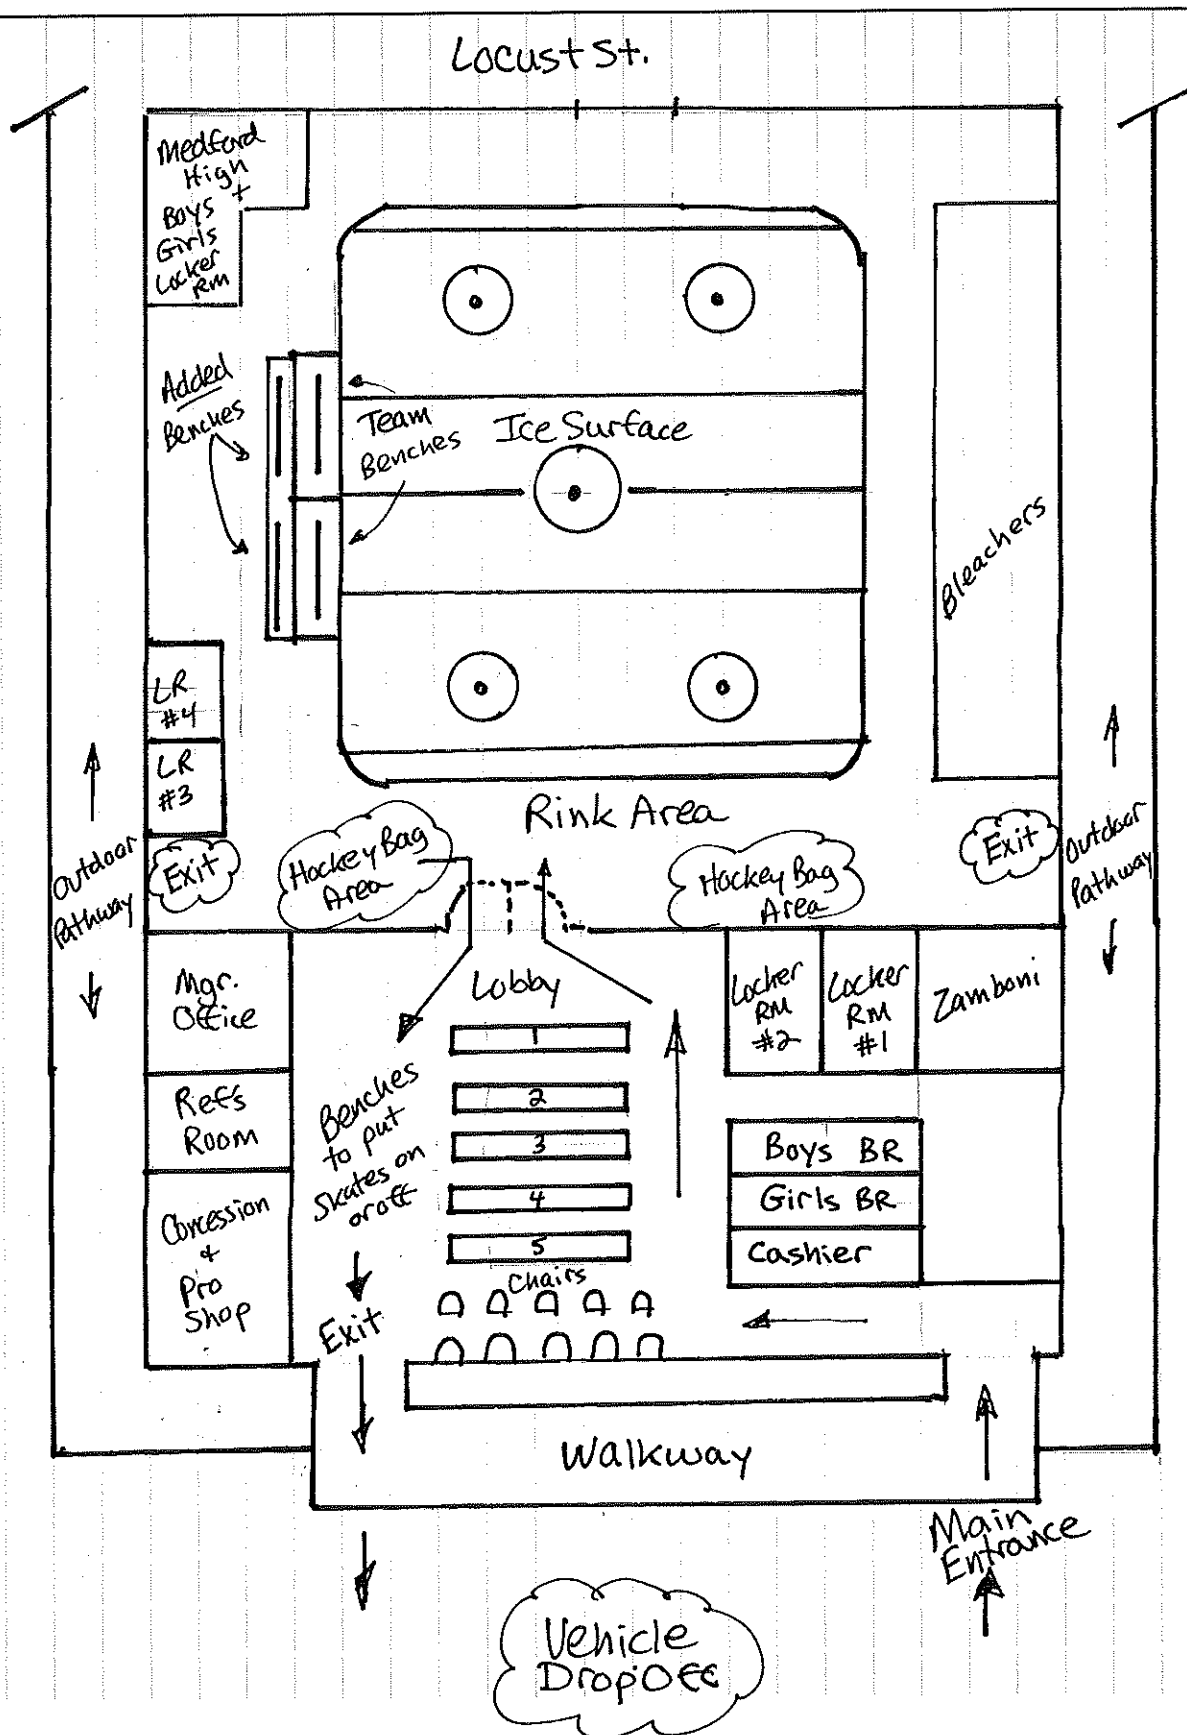 Locust St.
Medford
High
+
Boys
Girls
Locker
RM
Added
Benches
Team
Benches
Ice Surface
Bleachers
LR
#4
LR
#3
Rink Area
Hockey Bag
Area
Hockey Bag
Area
Exit
Exit
Outdoor
Pathway
Outdoor
Pathway
Mgr.
Office
Lobby
Locker
RM
#2
Locker
RM
#1
Zamboni
Refs
Room
Benches
to put
Skates on
or off
1
2
3
4
5
Chairs
Boys BR
Girls BR
Cashier
Concession
&
Pro
Shop
Exit
Walkway
Main
Entrance
Vehicle
Drop Off